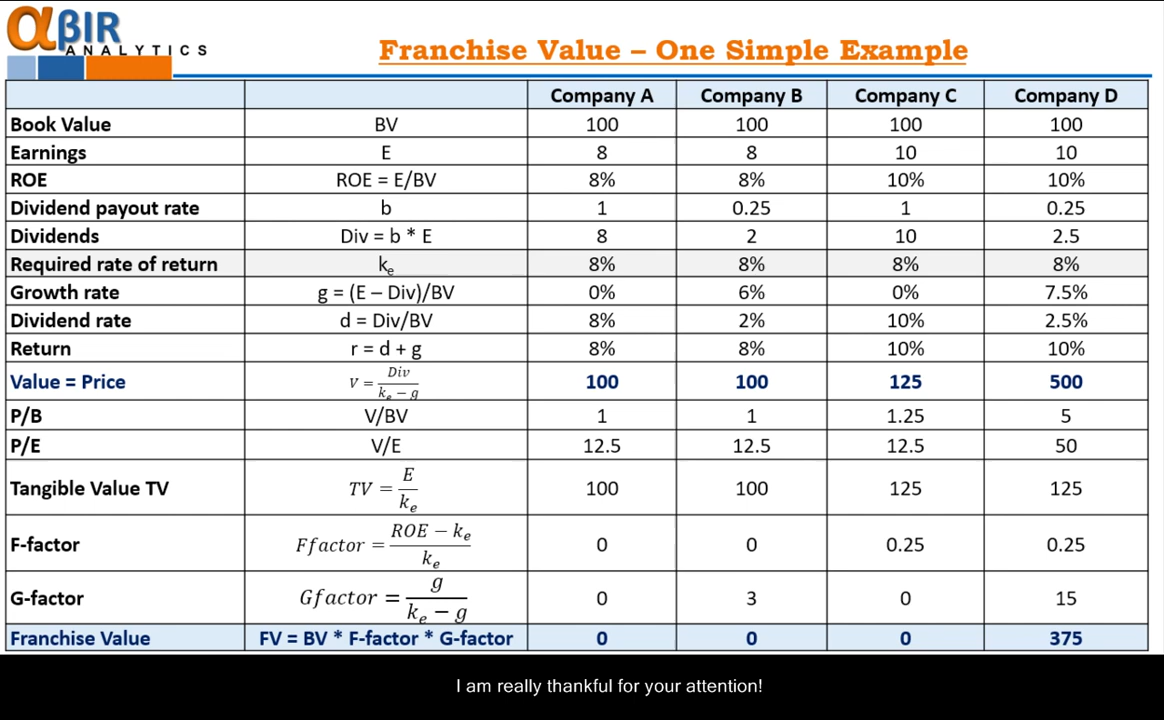 αβIR
ANALYTICS
Franchise Value – One Simple Example
Company A Company B Company C Company D
Book Value BV 100 100 100 100
Earnings E 8 8 10 10
ROE ROE = E/BV 8% 8% 10% 10%
Dividend payout rate b 1 0.25 1 0.25
Dividends Div = b * E 8 2 10 2.5
Required rate of return kₑ 8% 8% 8% 8%
Growth rate g = (E – Div)/BV 0% 6% 0% 7.5%
Dividend rate d = Div/BV 8% 2% 10% 2.5%
Return r = d + g 8% 8% 10% 10%
Value = Price V = Div / (kₑ − g) 100 100 125 500
P/B V/BV 1 1 1.25 5
P/E V/E 12.5 12.5 12.5 50
Tangible Value TV TV = E / kₑ 100 100 125 125
F-factor Ffactor = (ROE − kₑ) / kₑ 0 0 0.25 0.25
G-factor Gfactor = g / (kₑ − g) 0 3 0 15
Franchise Value FV = BV * F-factor * G-factor 0 0 0 375
I am really thankful for your attention!